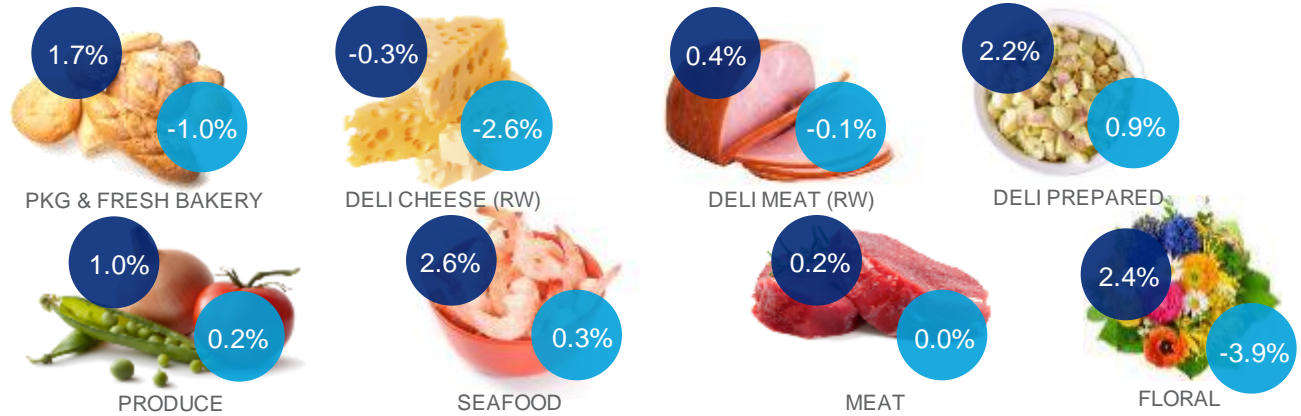 1.7%
-1.0%
PKG & FRESH BAKERY
-0.3%
-2.6%
DELI CHEESE (RW)
0.4%
-0.1%
DELI MEAT (RW)
2.2%
0.9%
DELI PREPARED
1.0%
0.2%
PRODUCE
2.6%
0.3%
SEAFOOD
0.2%
0.0%
MEAT
2.4%
-3.9%
FLORAL